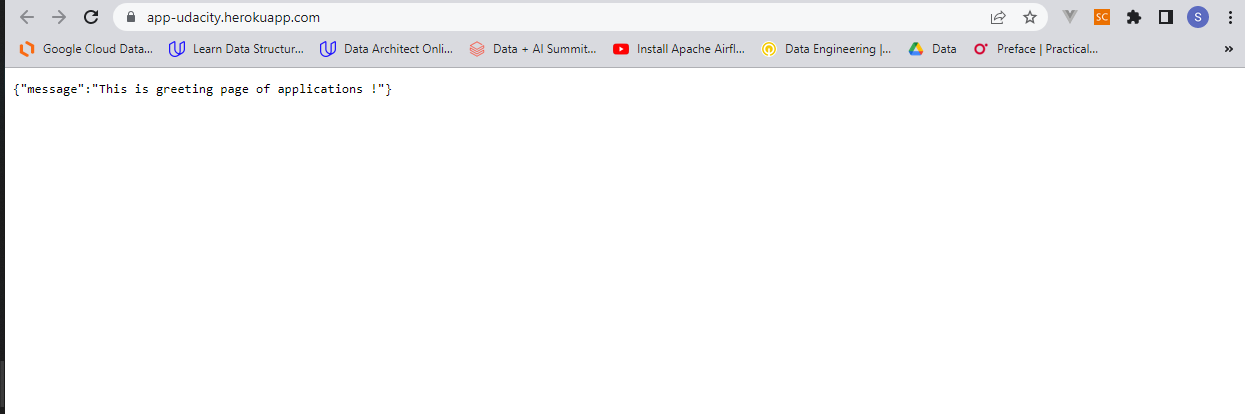 app-udacity.herokuapp.com
SC
S
Google Cloud Data... Learn Data Structur... Data Architect Onli... Data + AI Summit... Install Apache Airfl... Data Engineering |... Data Preface | Practical... »
{"message":"This is greeting page of applications !"}